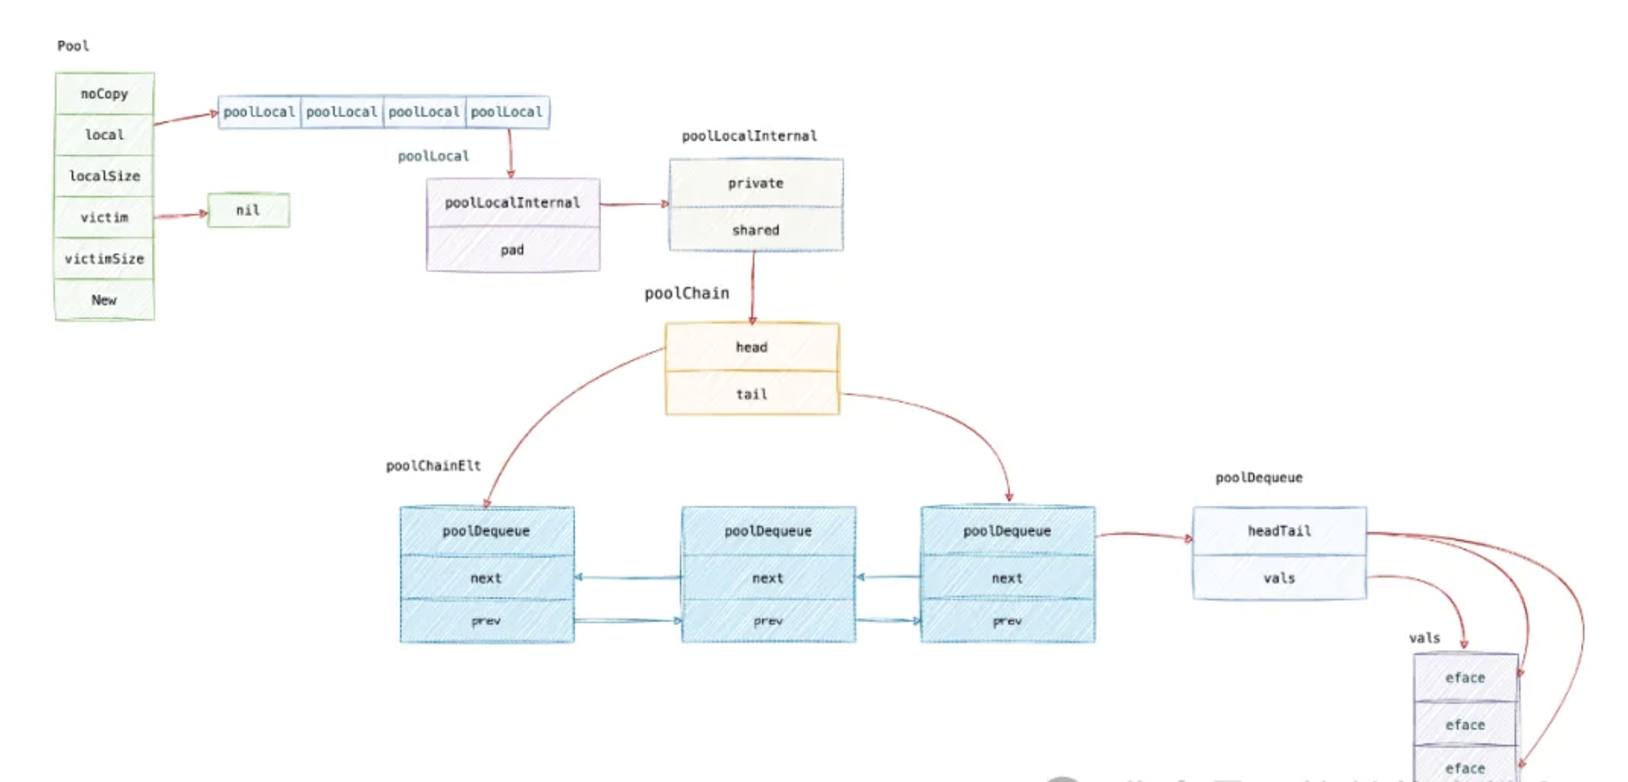 Pool
noCopy
local
localSize
victim
victimSize
New
poolLocal poolLocal poolLocal poolLocal
nil
poolLocal
poolLocalInternal
pad
poolLocalInternal
private
shared
poolChain
head
tail
poolChainElt
poolDequeue
next
prev
poolDequeue
next
prev
poolDequeue
next
prev
poolDequeue
headTail
vals
vals
eface
eface
eface